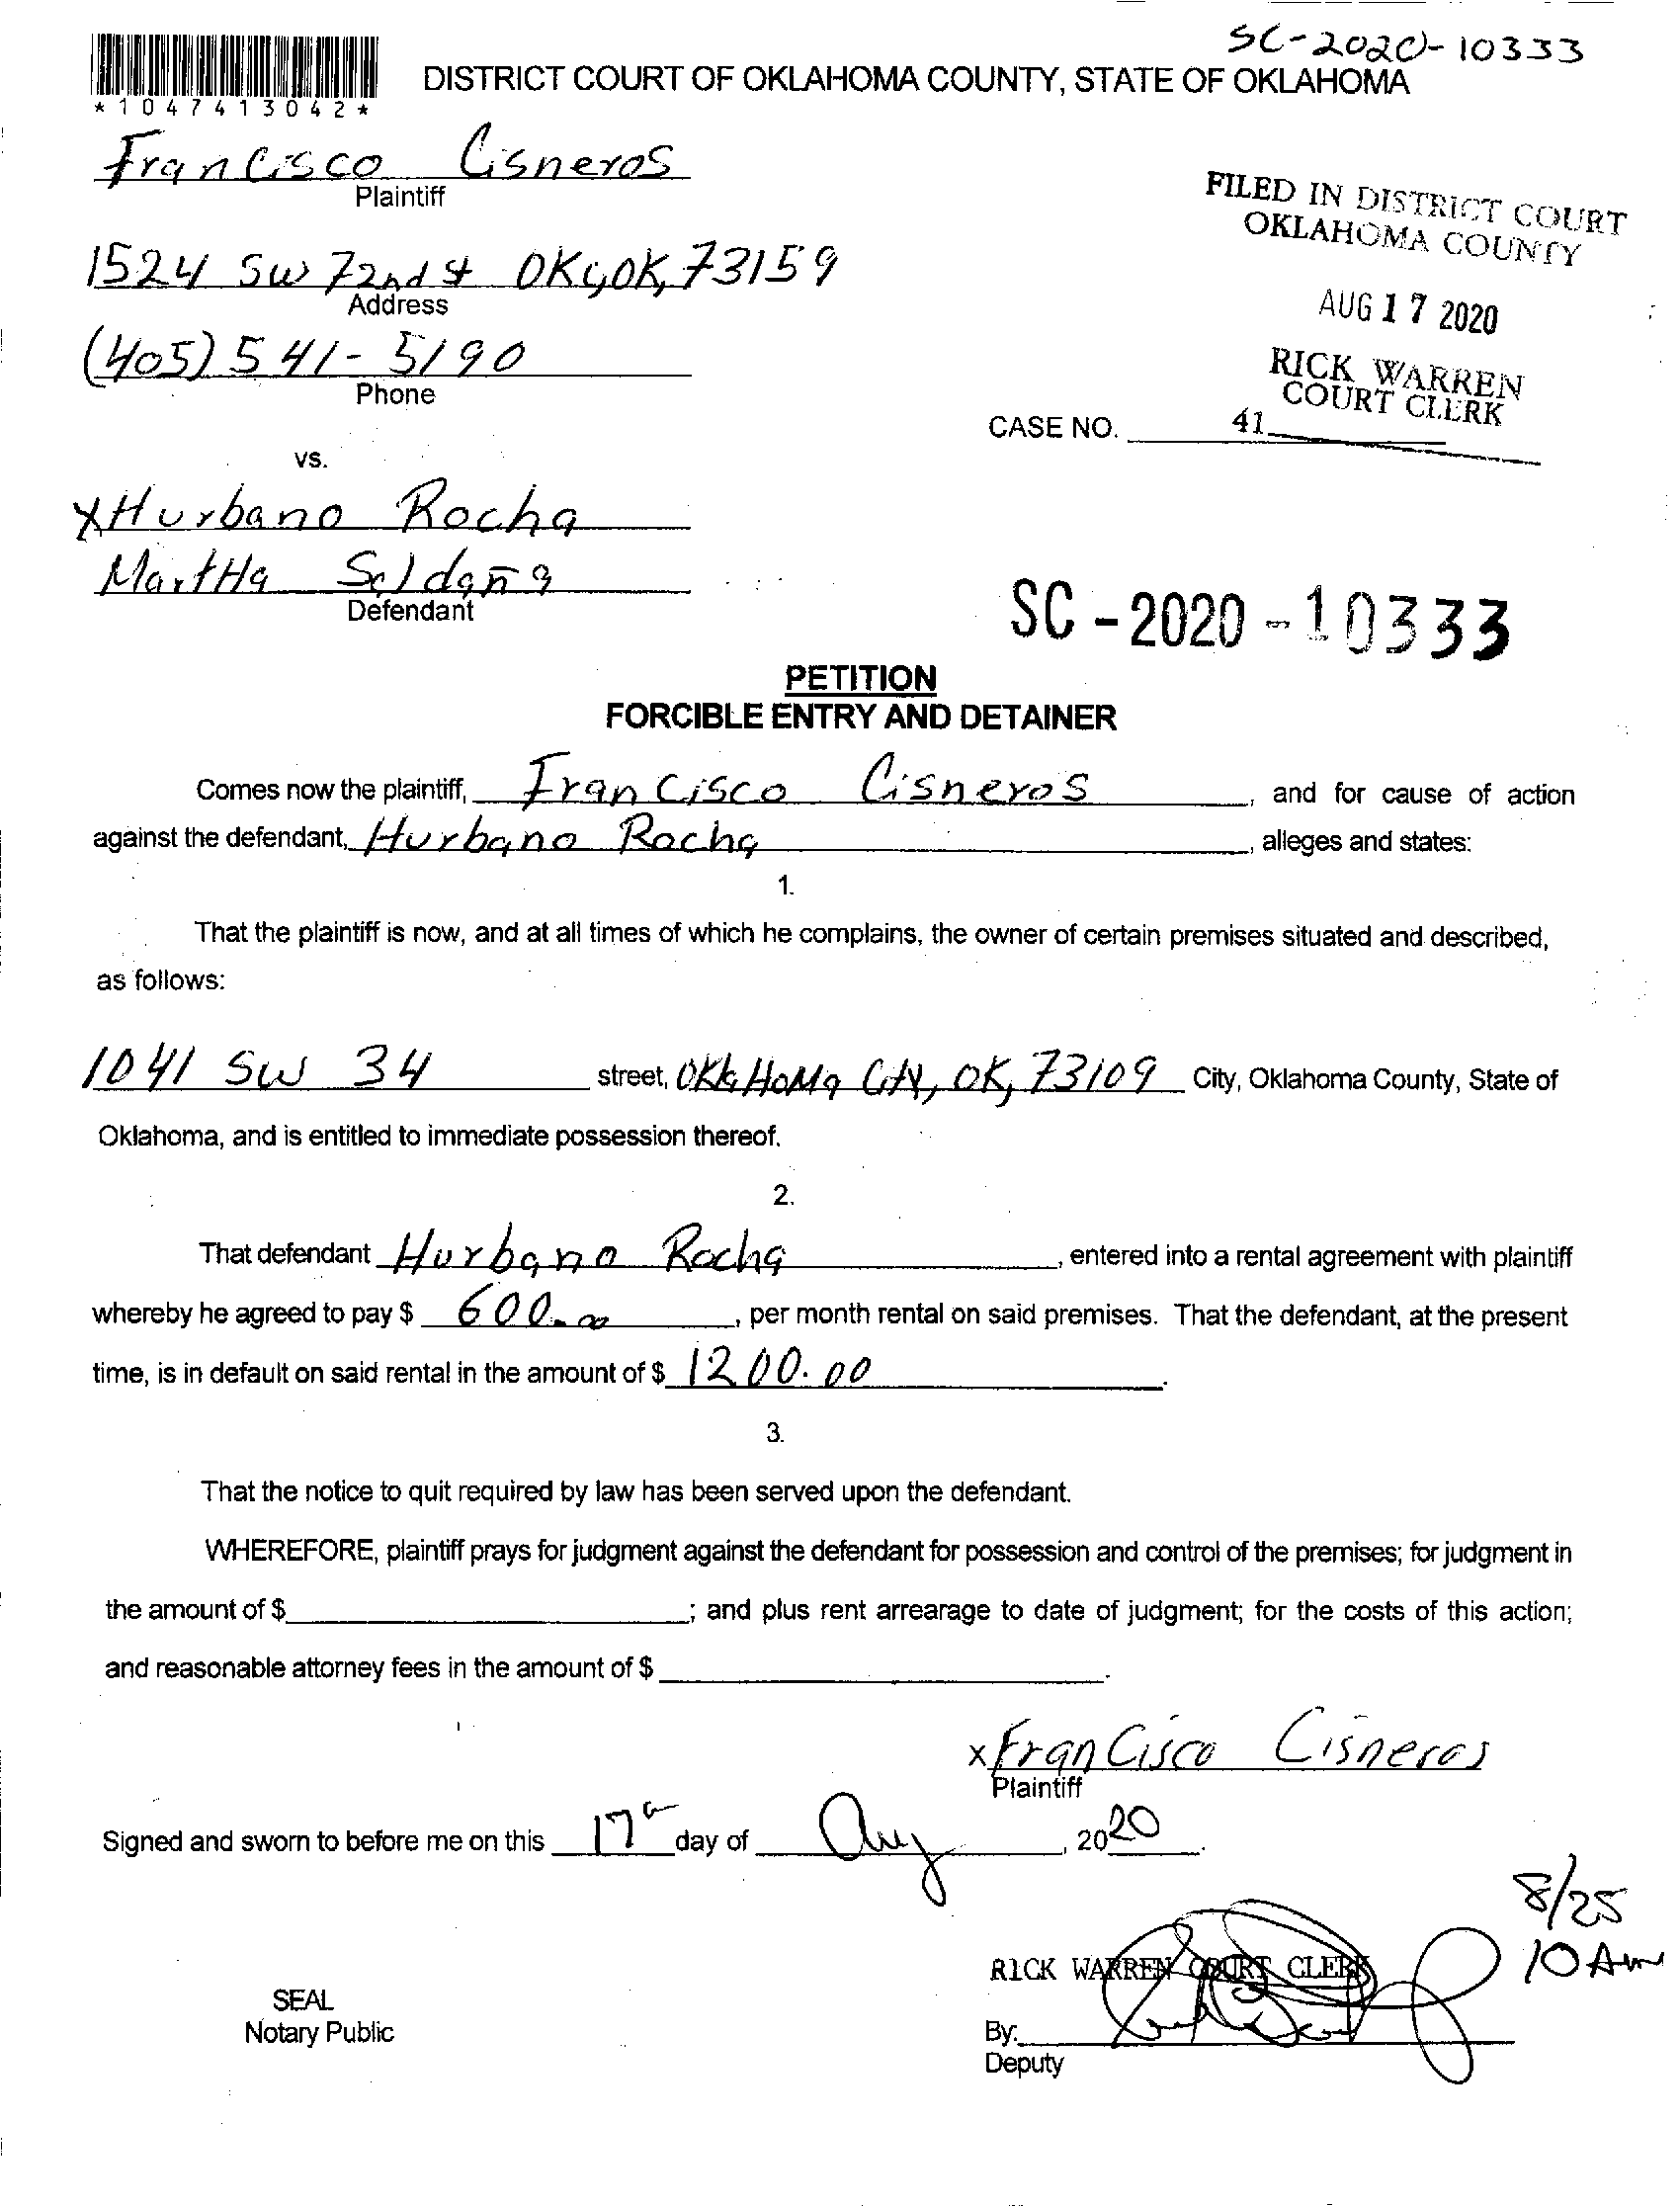 SC-2020-10333
*1047413042*
DISTRICT COURT OF OKLAHOMA COUNTY, STATE OF OKLAHOMA
Francisco Cisneros
Plaintiff
FILED IN DISTRICT COURT
OKLAHOMA COUNTY
1524 SW 72nd St OKC, OK, 73159
Address
AUG 17 2020
(405) 541-5190
Phone
RICK WARREN
COURT CLERK
CASE NO. 41
vs.
X Hurbano Rocha
MartHa Saldaña
Defendant
SC-2020-10333
PETITION
FORCIBLE ENTRY AND DETAINER
Comes now the plaintiff, Francisco Cisneros, and for cause of action
against the defendant, Hurbano Rocha, alleges and states:
1.
That the plaintiff is now, and at all times of which he complains, the owner of certain premises situated and described,
as follows:
1041 SW 34 street, OKlaHoMa City, OK, 73109 City, Oklahoma County, State of
Oklahoma, and is entitled to immediate possession thereof.
2.
That defendant Hurbano Rocha, entered into a rental agreement with plaintiff
whereby he agreed to pay $ 600.00, per month rental on said premises. That the defendant, at the present
time, is in default on said rental in the amount of $ 1200.00.
3.
That the notice to quit required by law has been served upon the defendant.
WHEREFORE, plaintiff prays for judgment against the defendant for possession and control of the premises; for judgment in
the amount of $ ; and plus rent arrearage to date of judgment; for the costs of this action;
and reasonable attorney fees in the amount of $ .
x Francisco Cisneros
Plaintiff
Signed and sworn to before me on this 17 day of Aug, 2020.
8/25
10 Am
RICK WARREN COURT CLERK
SEAL
Notary Public
By:
Deputy